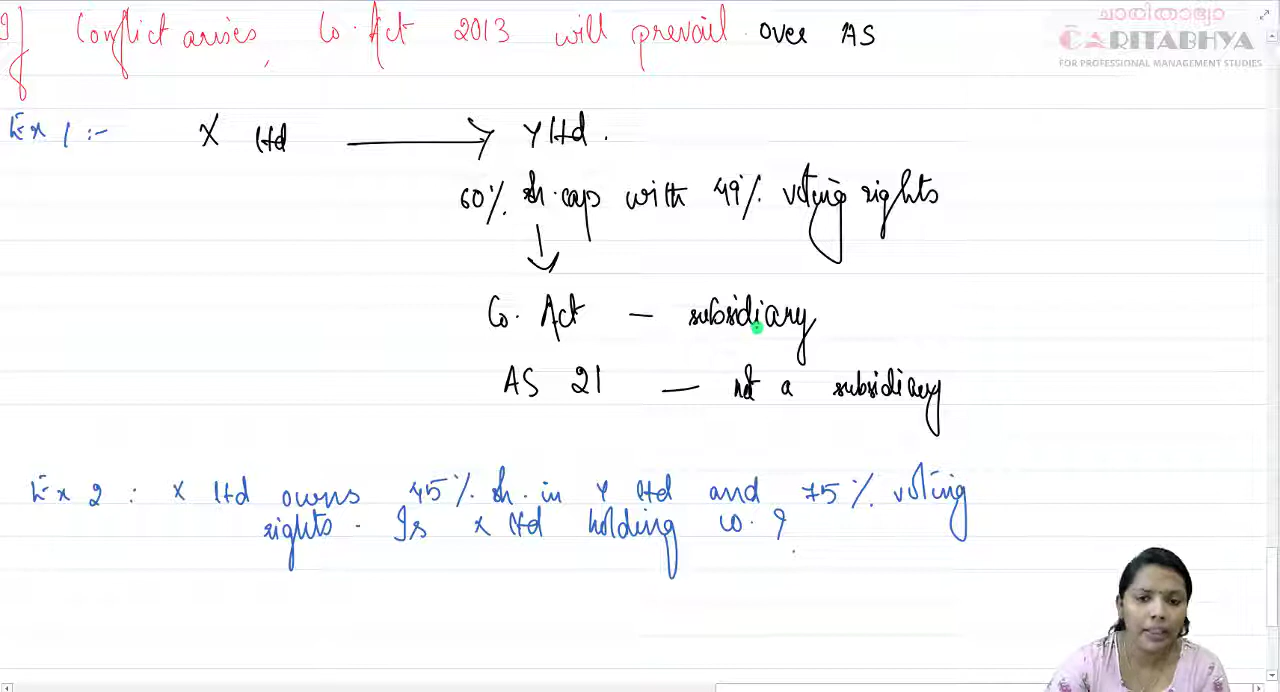 If Conflict arises, Co. Act 2013 will prevail over AS
ചാരിതാഭ്യാ
CARITABHYA
FOR PROFESSIONAL MANAGEMENT STUDIES
Ex 1 :- X ltd → Y ltd.
60% sh. cap with 49% voting rights
↓
Co. Act — subsidiary
AS 21 — not a subsidiary
Ex 2 : X ltd owns 45% sh. in Y ltd and 75% voting
rights. Is X ltd holding co. ?